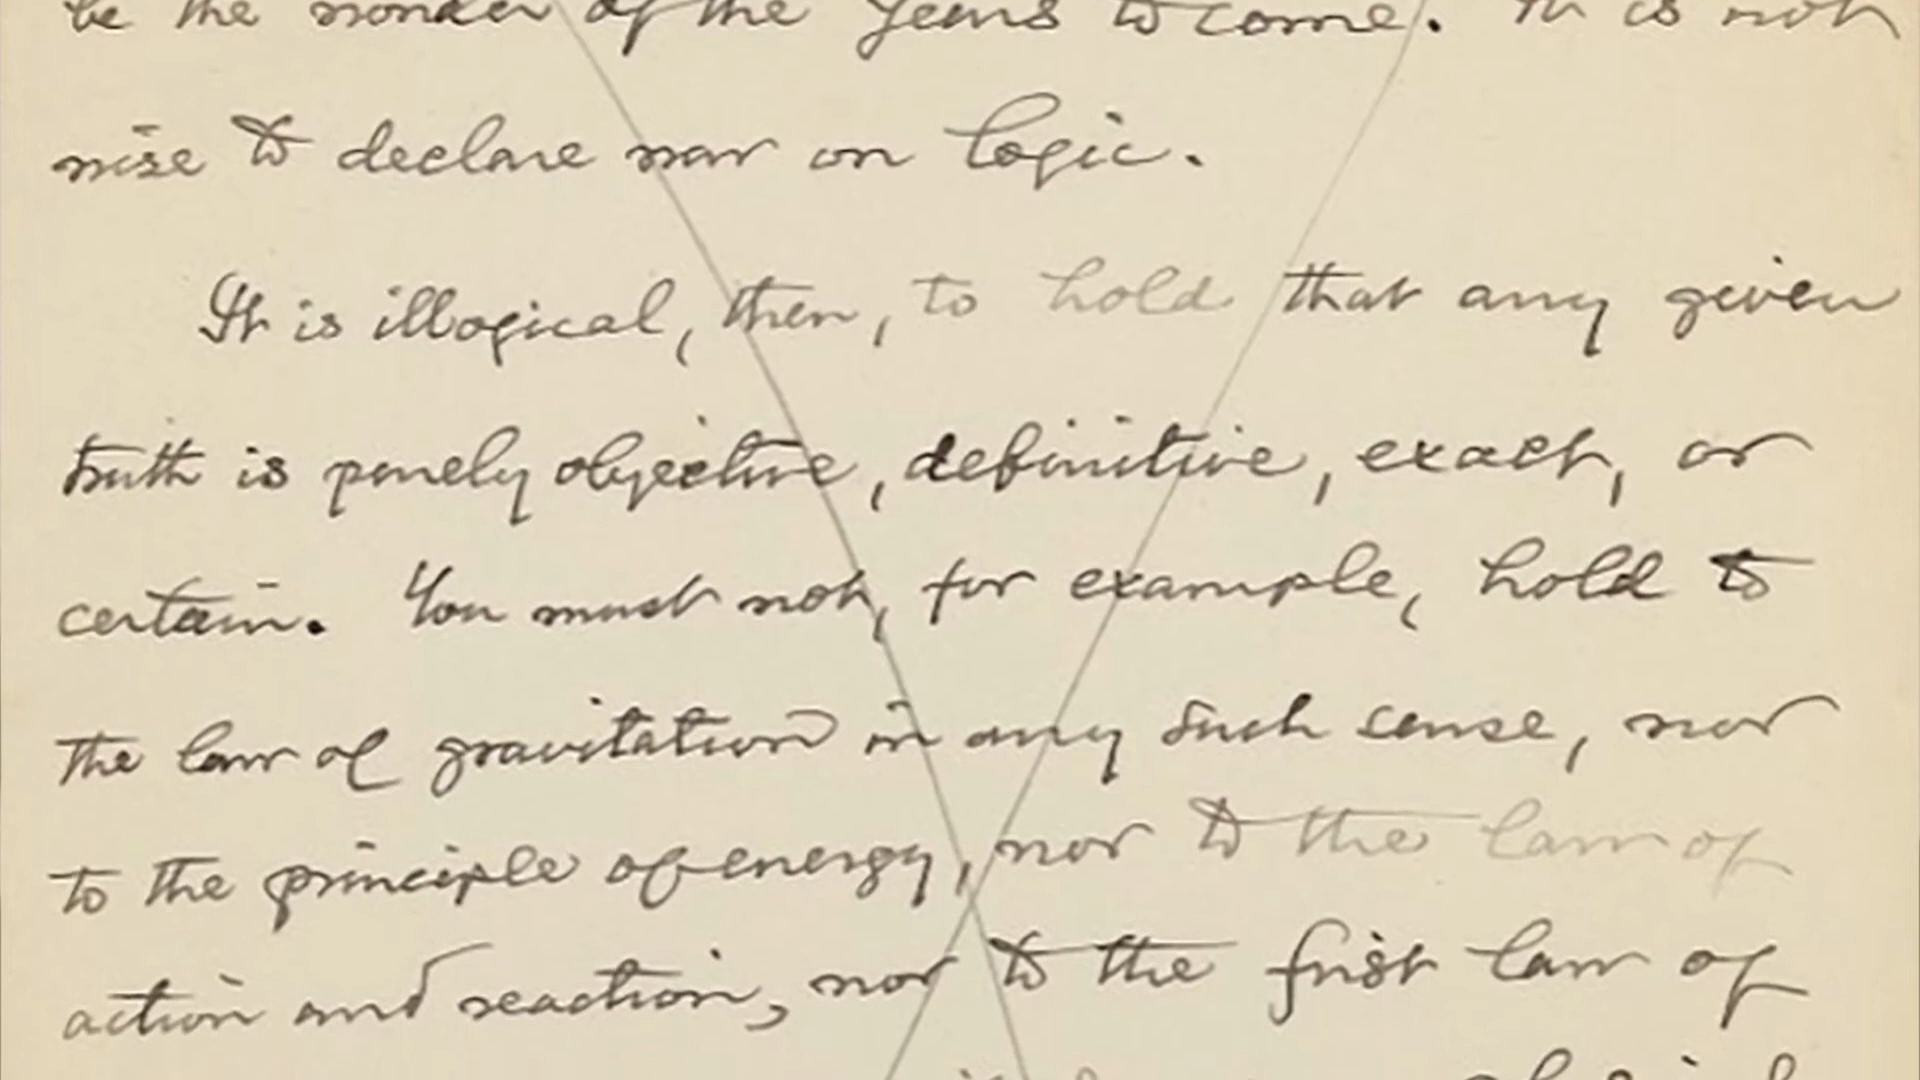 be the wonder of the years to come. It is not
wise to declare war on logic.
It is illogical, then, to hold that any given
truth is purely objective, definitive, exact, or
certain. You must not, for example, hold to
the law of gravitation in any such sense, nor
to the principle of energy, nor to the law of
action and reaction, nor to the first law of